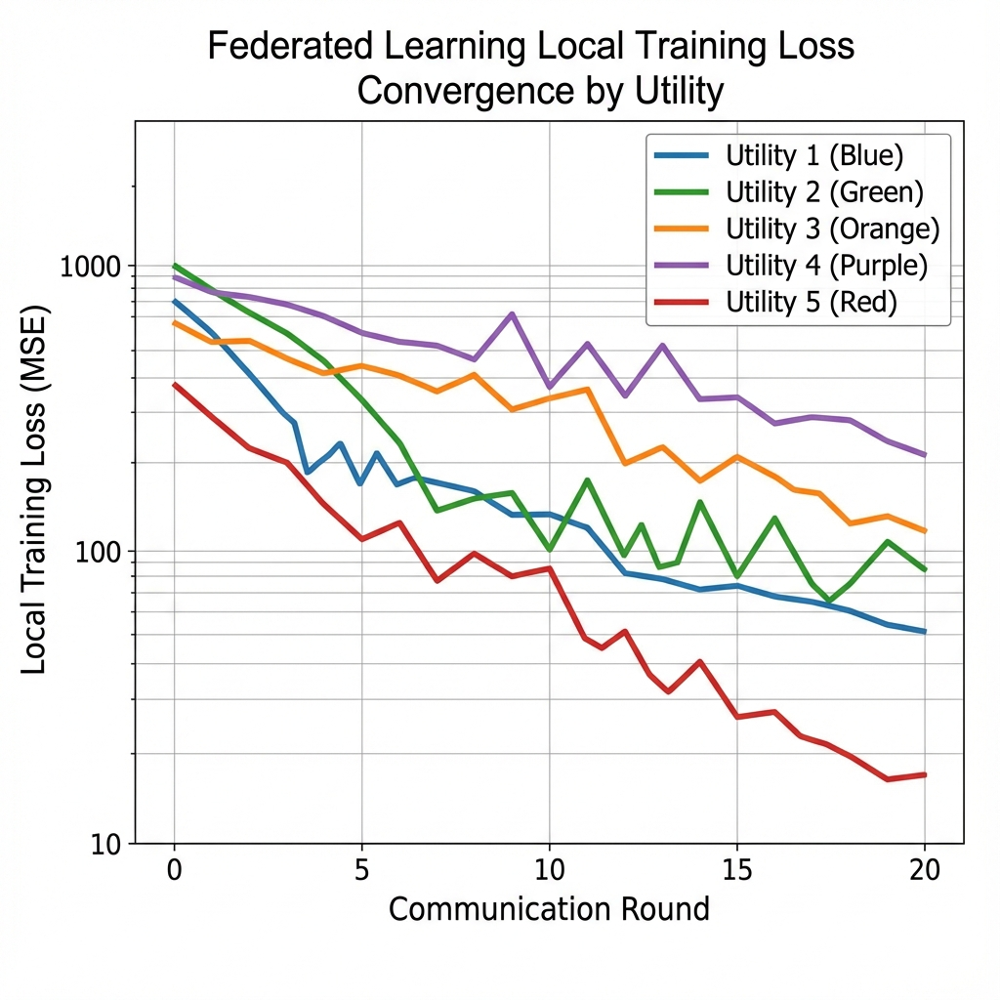 Federated Learning Local Training Loss
Convergence by Utility
Utility 1 (Blue)
Utility 2 (Green)
Utility 3 (Orange)
Utility 4 (Purple)
Utility 5 (Red)
Local Training Loss (MSE)
1000
100
10
0 5 10 15 20
Communication Round